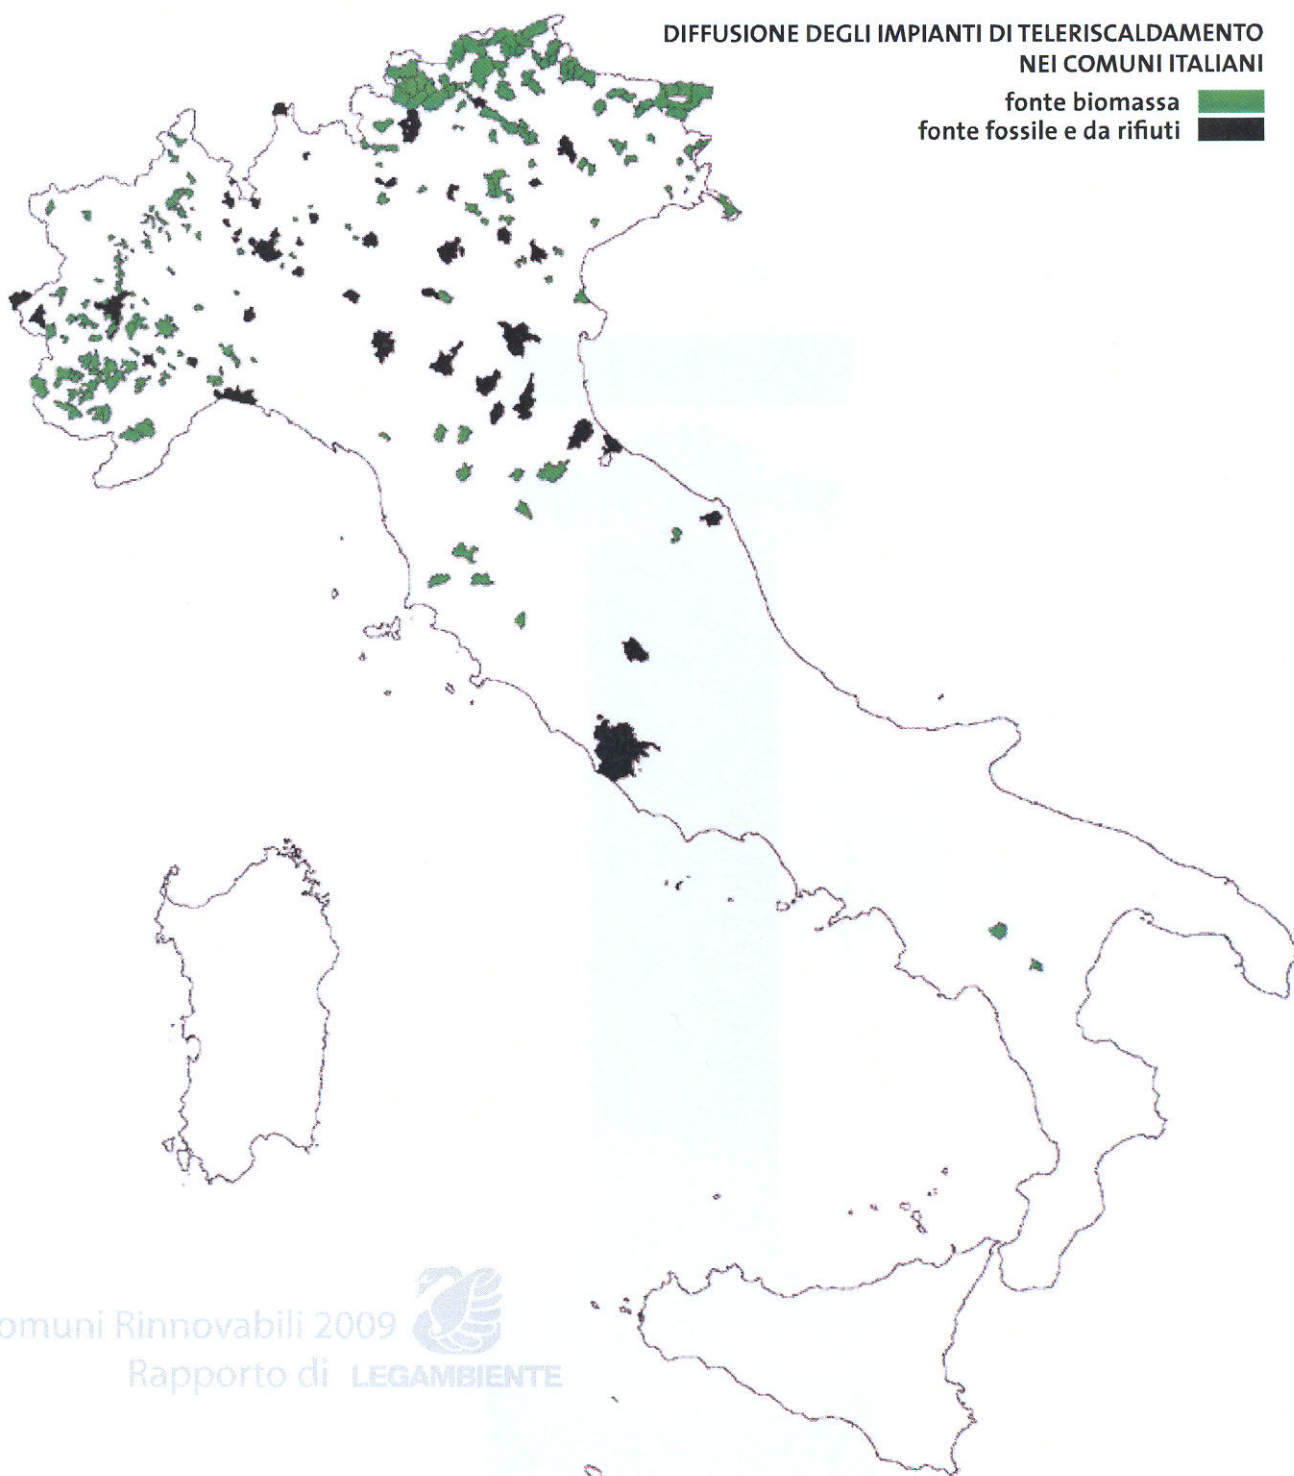 DIFFUSIONE DEGLI IMPIANTI DI TELERISCALDAMENTO
NEI COMUNI ITALIANI
fonte biomassa
fonte fossile e da rifiuti
omuni Rinnovabili 2009
Rapporto di LEGAMBIENTE